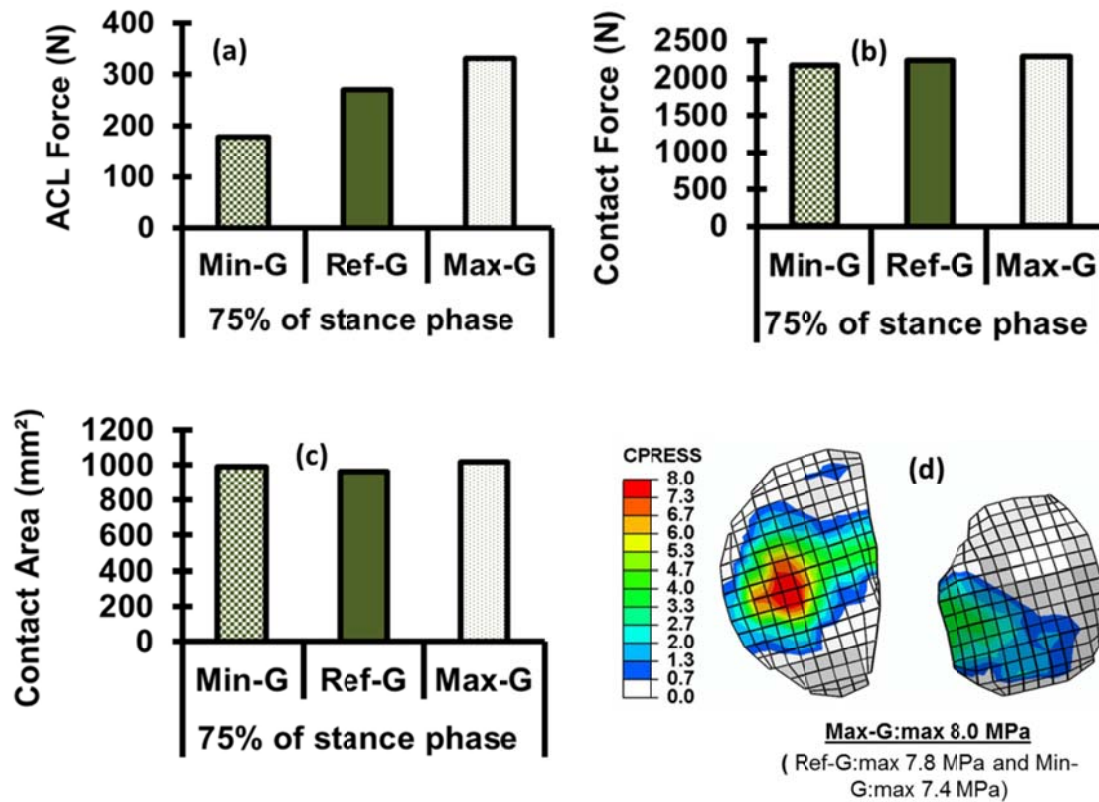 (a)
ACL Force (N)
400
300
200
100
0
Min-G Ref-G Max-G
75% of stance phase
(b)
Contact Force (N)
2500
2000
1500
1000
500
0
Min-G Ref-G Max-G
75% of stance phase
(c)
Contact Area (mm²)
1200
1000
800
600
400
200
0
Min-G Ref-G Max-G
75% of stance phase
(d)
CPRESS
8.0
7.3
6.7
6.0
5.3
4.7
4.0
3.3
2.7
2.0
1.3
0.7
0.0
Max-G:max 8.0 MPa
( Ref-G:max 7.8 MPa and Min-
G:max 7.4 MPa)